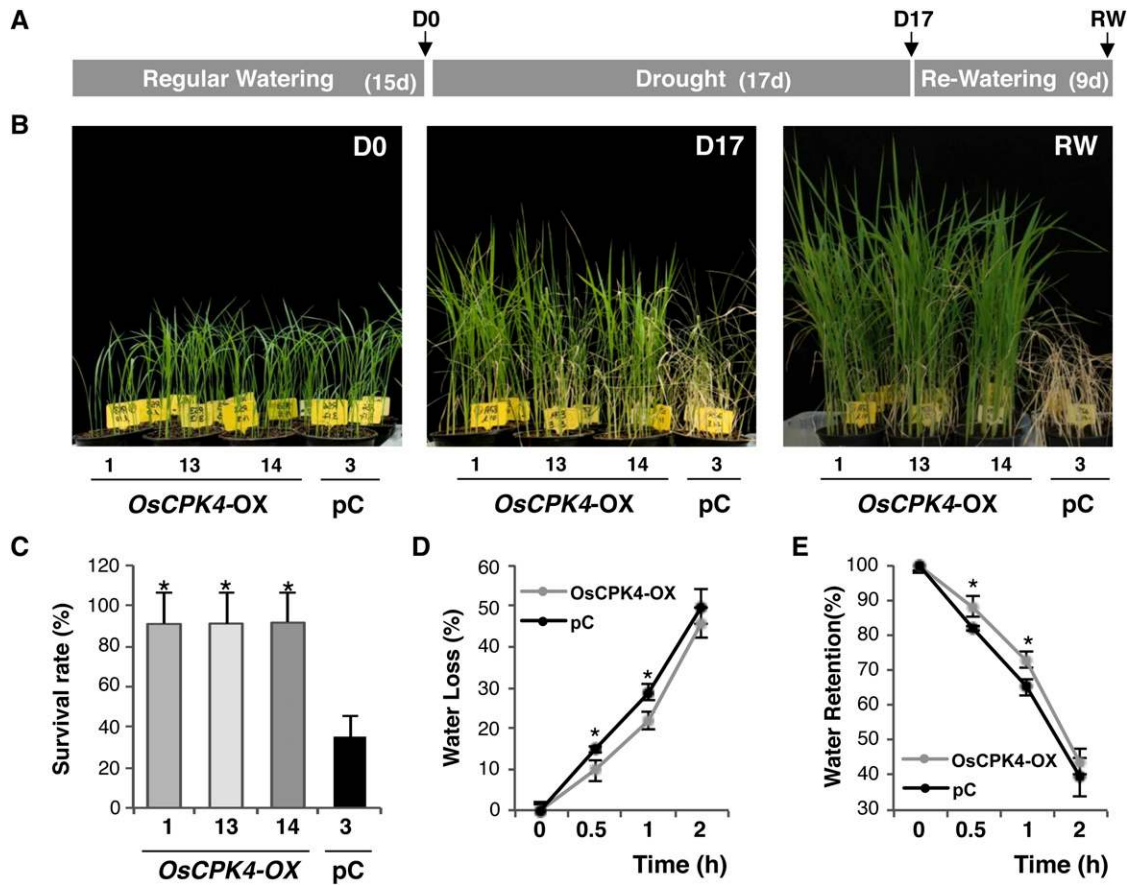 A
D0
D17
RW
Regular Watering (15d)
Drought (17d)
Re-Watering (9d)
B
D0
D17
RW
1 13 14 3
OsCPK4-OX pC
1 13 14 3
OsCPK4-OX pC
1 13 14 3
OsCPK4-OX pC
C
Survival rate (%)
120
100
80
60
40
20
0
* * *
1 13 14 3
OsCPK4-OX pC
D
Water Loss (%)
60
50
40
30
20
10
0
OsCPK4-OX
pC
* *
0 0.5 1 2
Time (h)
E
Water Retention(%)
100
90
80
70
60
50
40
30
* *
OsCPK4-OX
pC
0 0.5 1 2
Time (h)